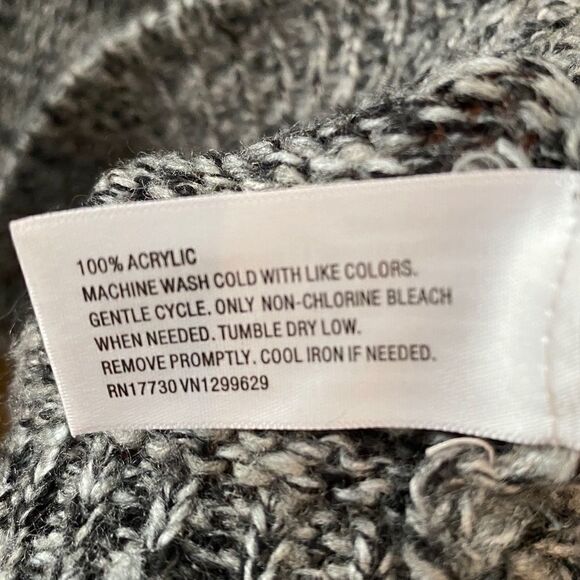 100% ACRYLIC
MACHINE WASH COLD WITH LIKE COLORS.
GENTLE CYCLE. ONLY NON-CHLORINE BLEACH
WHEN NEEDED. TUMBLE DRY LOW.
REMOVE PROMPTLY. COOL IRON IF NEEDED.
RN17730 VN1299629